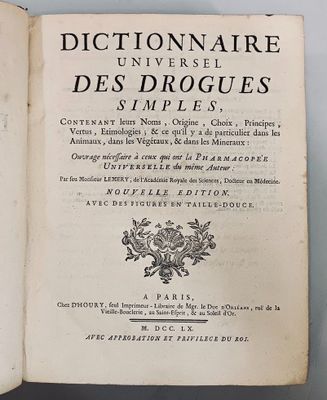 DICTIONNAIRE
UNIVERSEL
DES DROGUES
SIMPLES,
CONTENANT leurs Noms, Origine, Choix, Principes,
Vertus, Etimologies; & ce qu'il y a de particulier dans les
Animaux, dans les Végétaux, & dans les Mineraux:
Ouvrage nécessaire à ceux qui ont la PHARMACOPÉE
UNIVERSELLE du même Auteur:
Par feu Monsieur LEMERY, de l'Académie Royale des Sciences, Docteur en Médecine.
NOUVELLE EDITION.
AVEC DES FIGURES EN TAILLE-DOUCE.
A PARIS,
Chez D'HOURY, seul Imprimeur-Libraire de Mgr. le Duc D'ORLÉANS, rue de la
Vieille-Bouclerie, au Saint-Esprit, & au Soleil d'Or.
M. DCC. LX.
AVEC APPROBATION ET PRIVILEGE DU ROI.